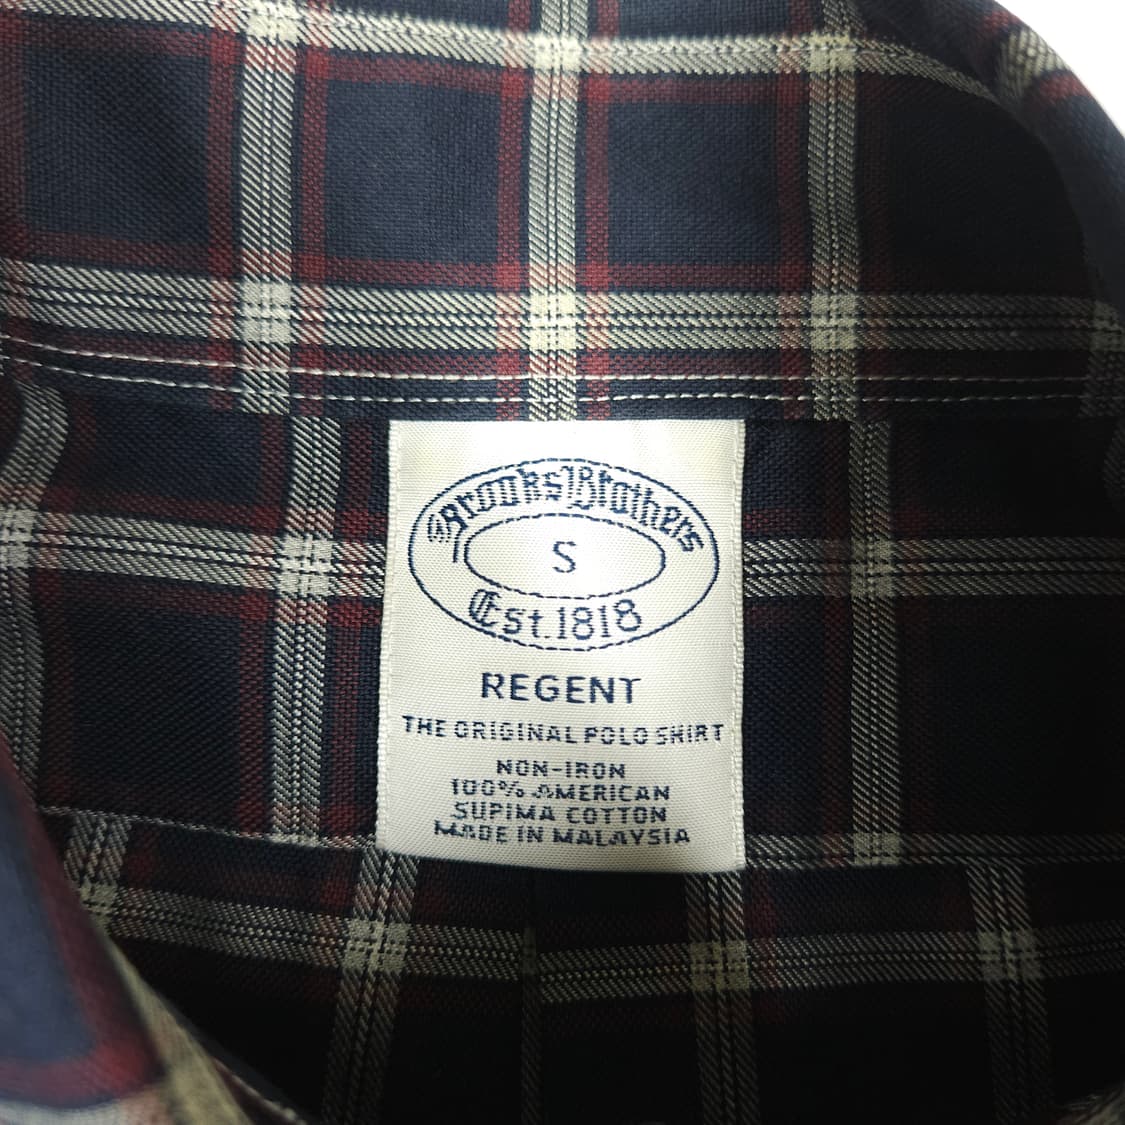 Brooks Brothers
S
Est. 1818
REGENT
THE ORIGINAL POLO SHIRT
NON-IRON
100% AMERICAN
SUPIMA COTTON
MADE IN MALAYSIA